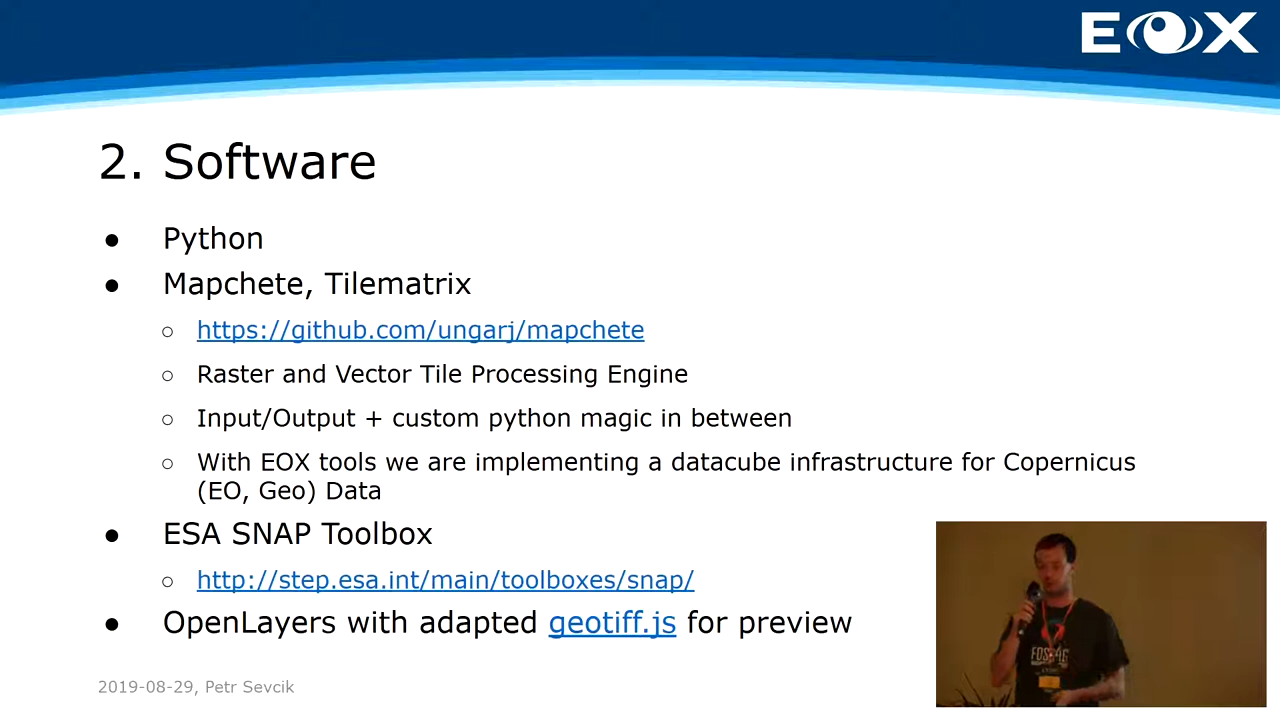 EOX
2. Software
● Python
● Mapchete, Tilematrix
○ https://github.com/ungarj/mapchete
○ Raster and Vector Tile Processing Engine
○ Input/Output + custom python magic in between
○ With EOX tools we are implementing a datacube infrastructure for Copernicus
(EO, Geo) Data
● ESA SNAP Toolbox
○ http://step.esa.int/main/toolboxes/snap/
● OpenLayers with adapted geotiff.js for preview
2019-08-29, Petr Sevcik